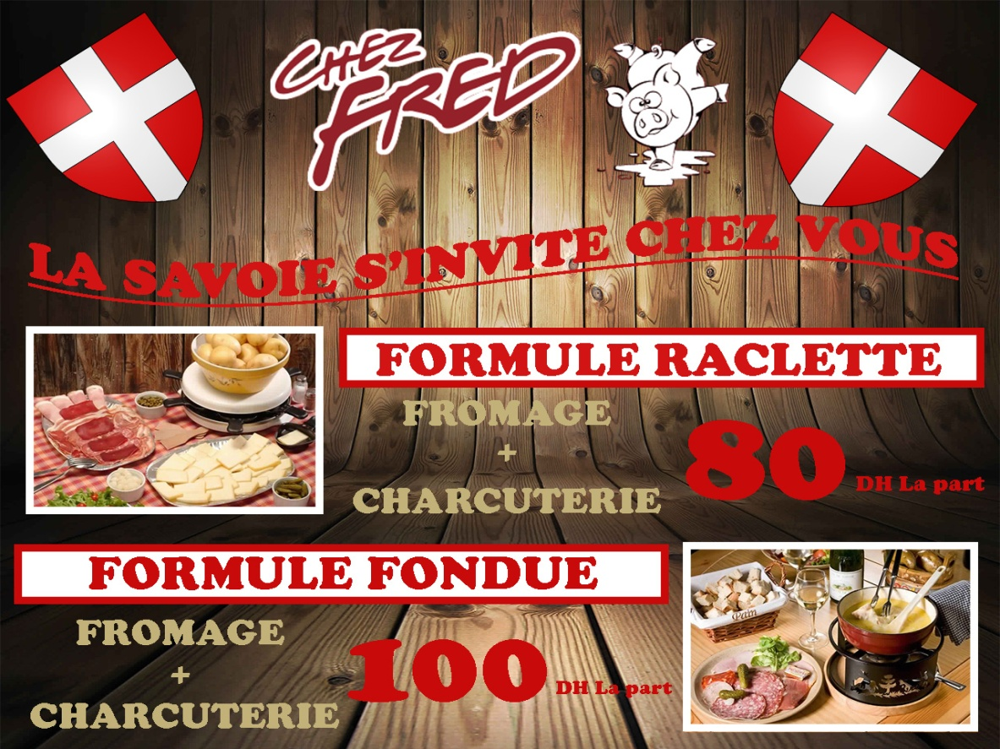 CHEZ
FRED
LA SAVOIE S'INVITE CHEZ VOUS
FORMULE RACLETTE
FROMAGE
+
CHARCUTERIE
80 DH La part
FORMULE FONDUE
FROMAGE
+
CHARCUTERIE
100 DH La part
Pain